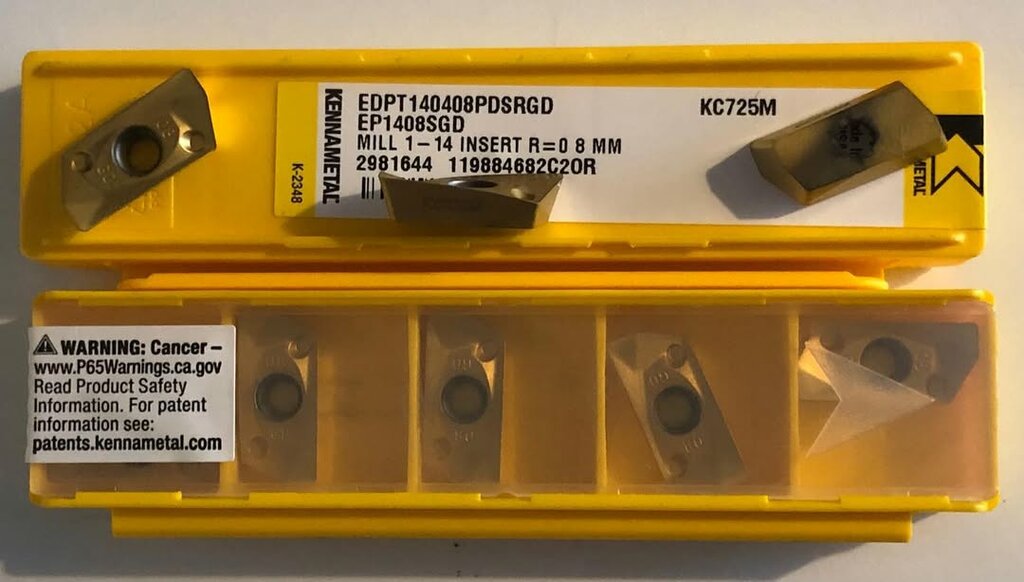 KENNAMETAL
EDPT140408PDSRGD
EP1408SGD
MILL 1-14 INSERT R=0 8 MM
2981644 119884682C2OR
KC725M
K-2348
METAL
WARNING: Cancer –
www.P65Warnings.ca.gov
Read Product Safety
Information. For patent
information see:
patents.kennametal.com